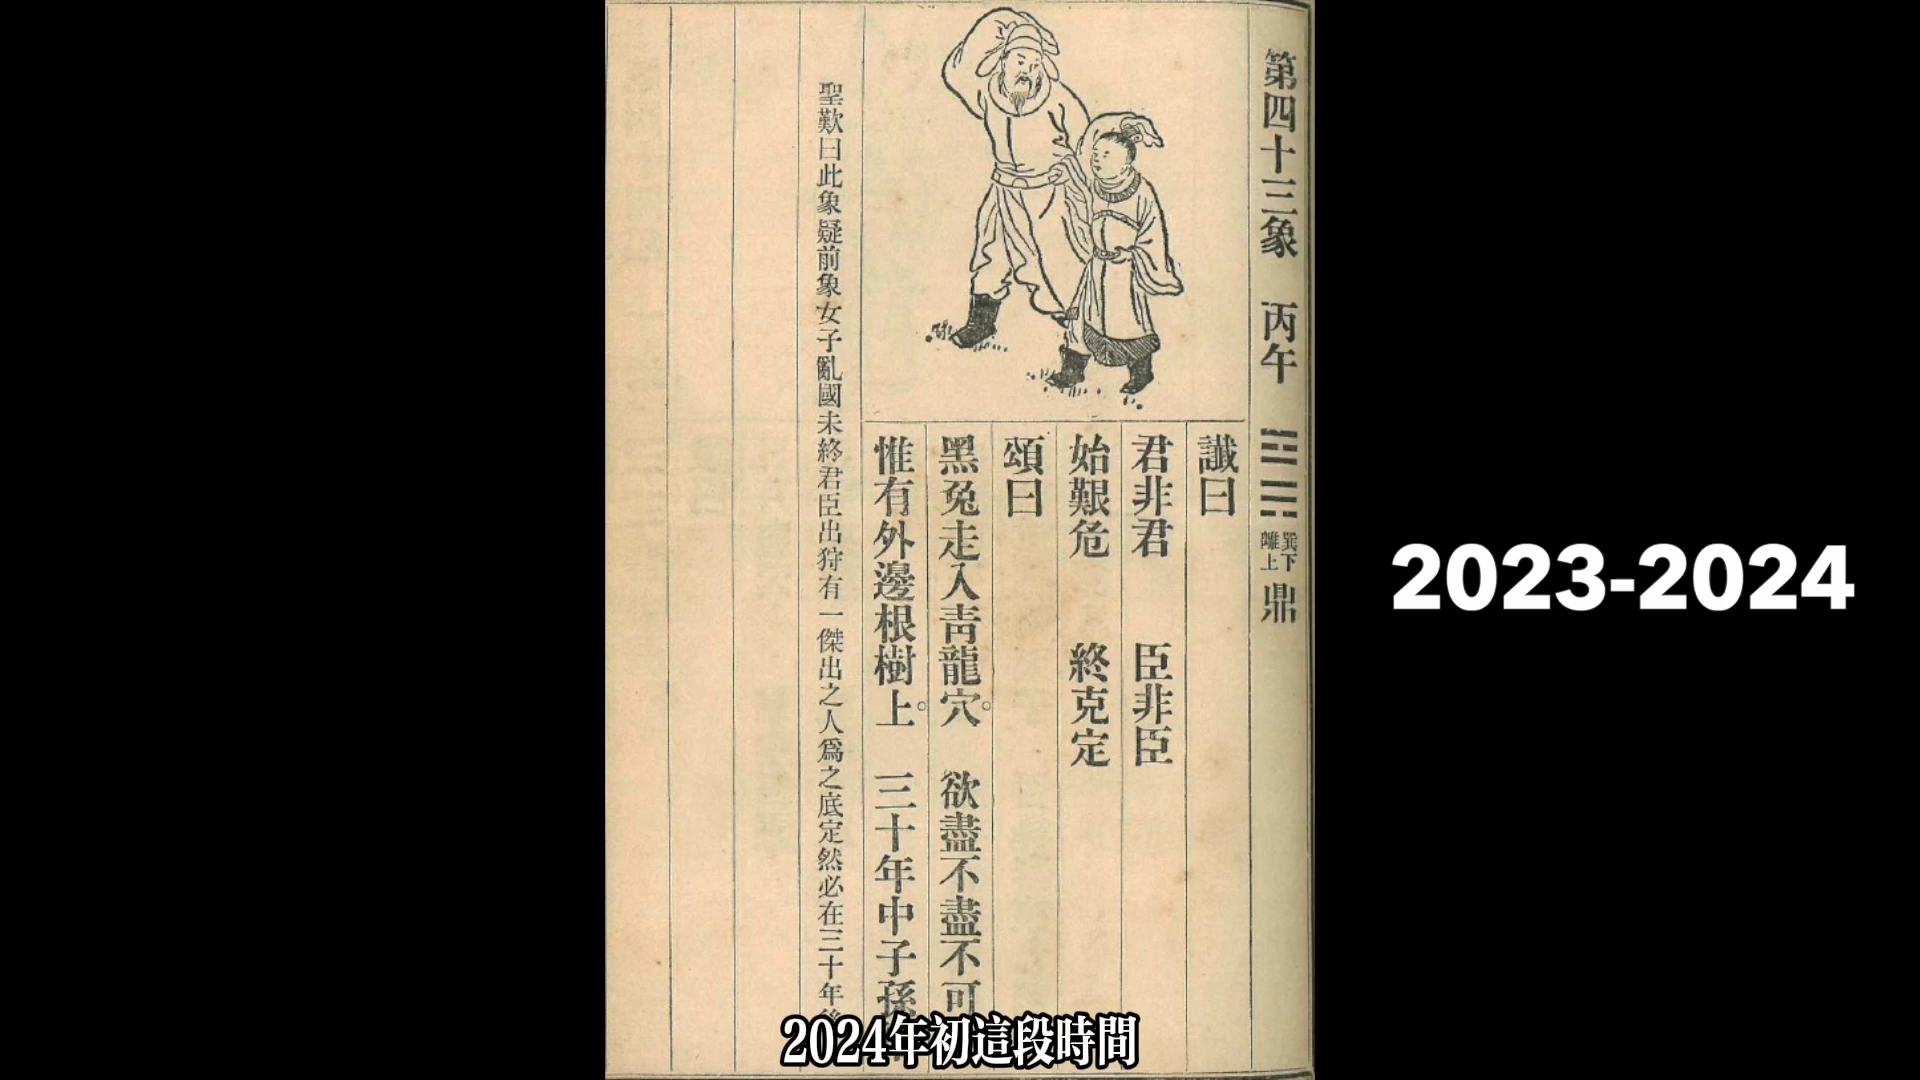 第四十三象 丙午 巽下離上 鼎
讖曰
君非君 臣非臣
始艱危 終克定
頌曰
黑兔走入青龍穴。 欲盡不盡不可
惟有外邊根樹上。 三十年中子孫
聖歎曰此象疑前象女子亂國未終君臣出狩有一傑出之人為之底定然必在三十年後
2023-2024
2024年初這段時間